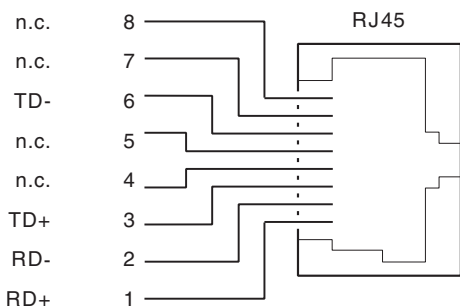 RJ45
n.c. 8
n.c. 7
TD- 6
n.c. 5
n.c. 4
TD+ 3
RD- 2
RD+ 1